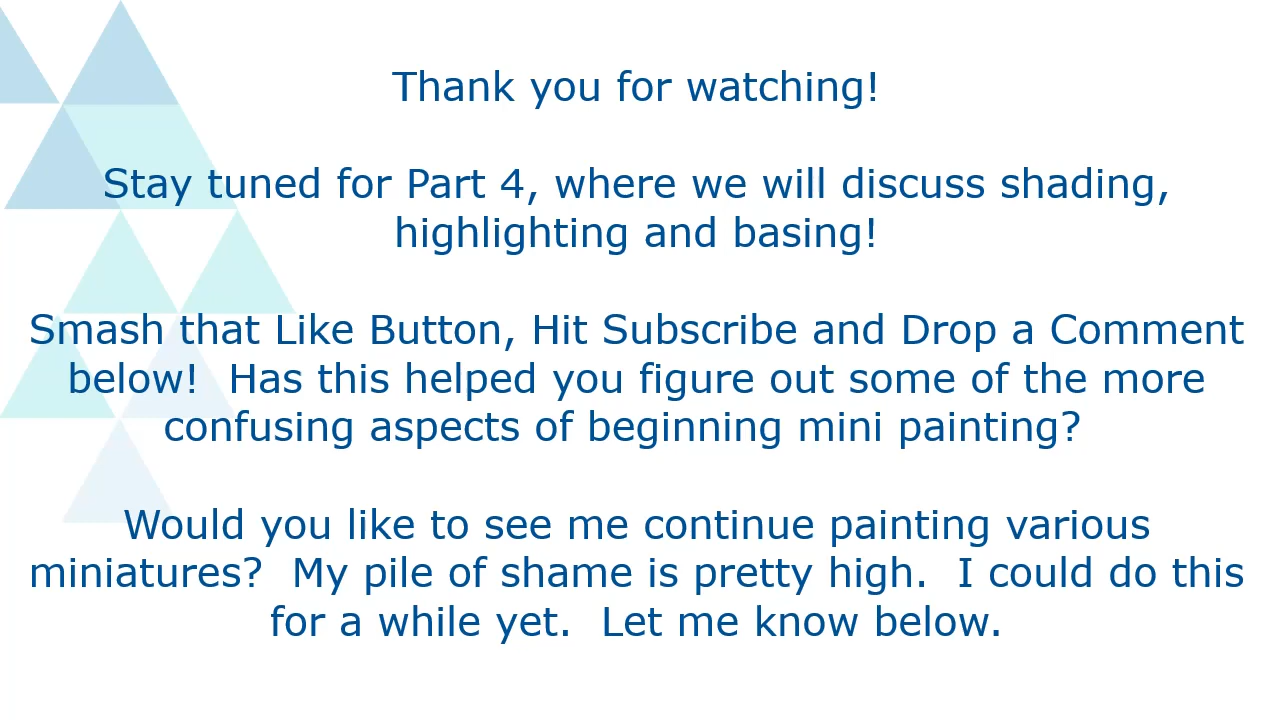 Thank you for watching!
Stay tuned for Part 4, where we will discuss shading,
highlighting and basing!
Smash that Like Button, Hit Subscribe and Drop a Comment
below!  Has this helped you figure out some of the more
confusing aspects of beginning mini painting?
Would you like to see me continue painting various
miniatures?  My pile of shame is pretty high.  I could do this
for a while yet.  Let me know below.